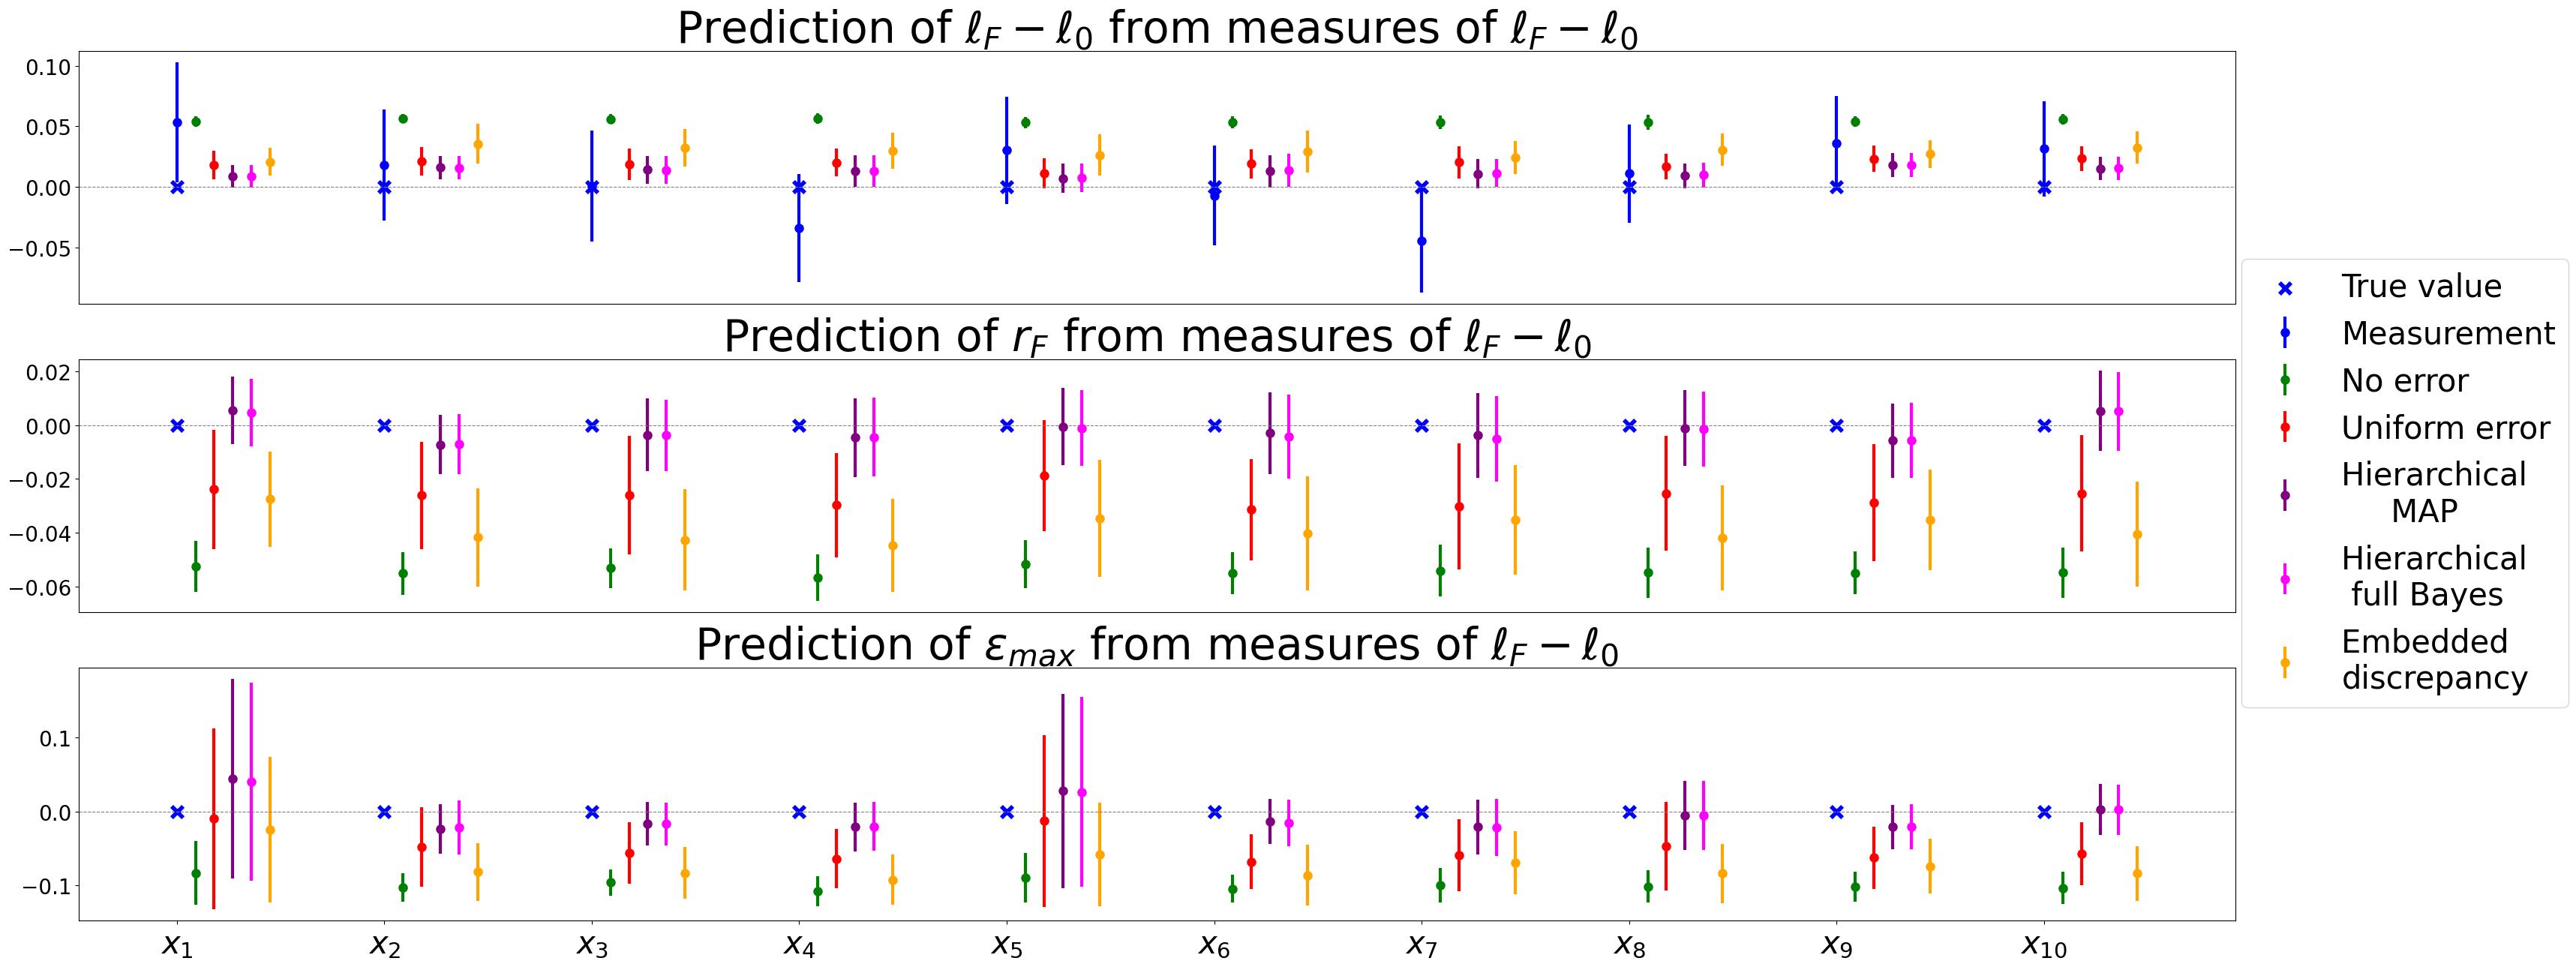 Prediction of ℓ_F − ℓ_0 from measures of ℓ_F − ℓ_0
0.10
0.05
0.00
−0.05
Prediction of r_F from measures of ℓ_F − ℓ_0
0.02
0.00
−0.02
−0.04
−0.06
Prediction of ε_max from measures of ℓ_F − ℓ_0
0.1
0.0
−0.1
x_1 x_2 x_3 x_4 x_5 x_6 x_7 x_8 x_9 x_10
True value
Measurement
No error
Uniform error
Hierarchical
MAP
Hierarchical
full Bayes
Embedded
discrepancy